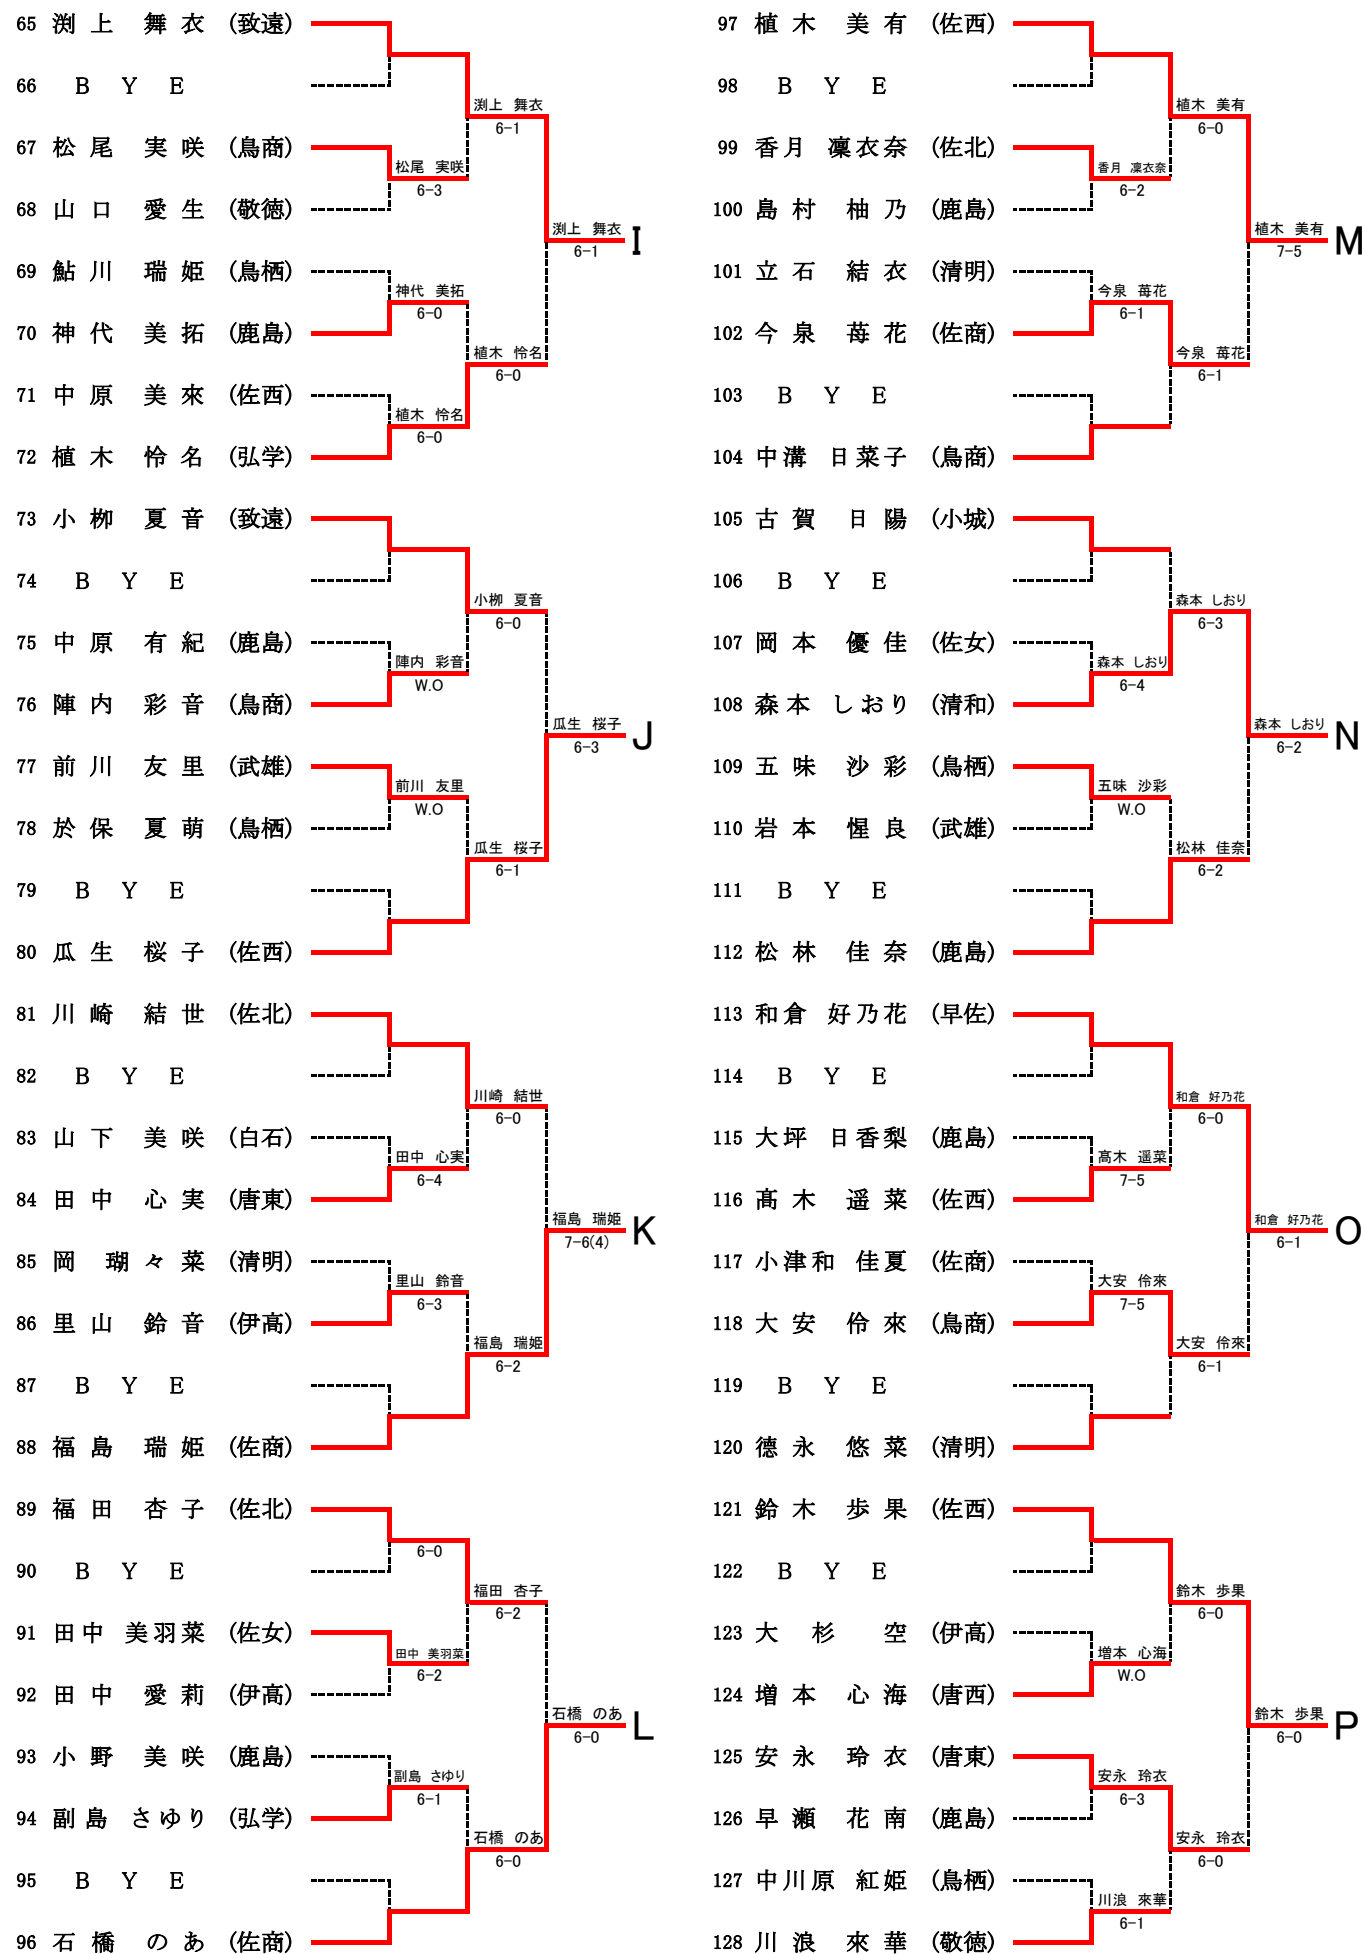 65 渕上 舞衣 (致遠)
66 BYE
渕上 舞衣
6-1
67 松尾 実咲 (鳥商)
松尾 実咲
6-3
68 山口 愛生 (敬徳)
渕上 舞衣
6-1
I
69 鮎川 瑞姫 (鳥栖)
神代 美拓
6-0
70 神代 美拓 (鹿島)
植木 怜名
6-0
71 中原 美來 (佐西)
植木 怜名
6-0
72 植木 怜名 (弘学)
73 小栁 夏音 (致遠)
74 BYE
小栁 夏音
6-0
75 中原 有紀 (鹿島)
陣内 彩音
W.O
76 陣内 彩音 (鳥商)
瓜生 桜子
6-3
J
77 前川 友里 (武雄)
前川 友里
W.O
78 於保 夏萌 (鳥栖)
瓜生 桜子
6-1
79 BYE
80 瓜生 桜子 (佐西)
81 川崎 結世 (佐北)
82 BYE
川崎 結世
6-0
83 山下 美咲 (白石)
田中 心実
6-4
84 田中 心実 (唐東)
福島 瑞姫
7-6(4)
K
85 岡 瑚々菜 (清明)
里山 鈴音
6-3
86 里山 鈴音 (伊高)
福島 瑞姫
6-2
87 BYE
88 福島 瑞姫 (佐商)
89 福田 杏子 (佐北)
6-0
90 BYE
福田 杏子
6-2
91 田中 美羽菜 (佐女)
田中 美羽菜
6-2
92 田中 愛莉 (伊高)
石橋 のあ
6-0
L
93 小野 美咲 (鹿島)
副島 さゆり
6-1
94 副島 さゆり (弘学)
石橋 のあ
6-0
95 BYE
96 石橋 のあ (佐商)
97 植木 美有 (佐西)
98 BYE
植木 美有
6-0
99 香月 凜衣奈 (佐北)
香月 凜衣奈
6-2
100 島村 柚乃 (鹿島)
植木 美有
7-5
M
101 立石 結衣 (清明)
今泉 苺花
6-1
102 今泉 苺花 (佐商)
今泉 苺花
6-1
103 BYE
104 中溝 日菜子 (鳥商)
105 古賀 日陽 (小城)
106 BYE
森本 しおり
6-3
107 岡本 優佳 (佐女)
森本 しおり
6-4
108 森本 しおり (清和)
森本 しおり
6-2
N
109 五味 沙彩 (鳥栖)
五味 沙彩
W.O
110 岩本 惺良 (武雄)
松林 佳奈
6-2
111 BYE
112 松林 佳奈 (鹿島)
113 和倉 好乃花 (早佐)
114 BYE
和倉 好乃花
6-0
115 大坪 日香梨 (鹿島)
髙木 遥菜
7-5
116 髙木 遥菜 (佐西)
和倉 好乃花
6-1
O
117 小津和 佳夏 (佐商)
大安 伶來
7-5
118 大安 伶來 (鳥商)
大安 伶來
6-1
119 BYE
120 德永 悠菜 (清明)
121 鈴木 歩果 (佐西)
122 BYE
鈴木 歩果
6-0
123 大杉 空 (伊高)
増本 心海
W.O
124 増本 心海 (唐西)
鈴木 歩果
6-0
P
125 安永 玲衣 (唐東)
安永 玲衣
6-3
126 早瀬 花南 (鹿島)
安永 玲衣
6-0
127 中川原 紅姫 (鳥栖)
川浪 來華
6-1
128 川浪 來華 (敬徳)